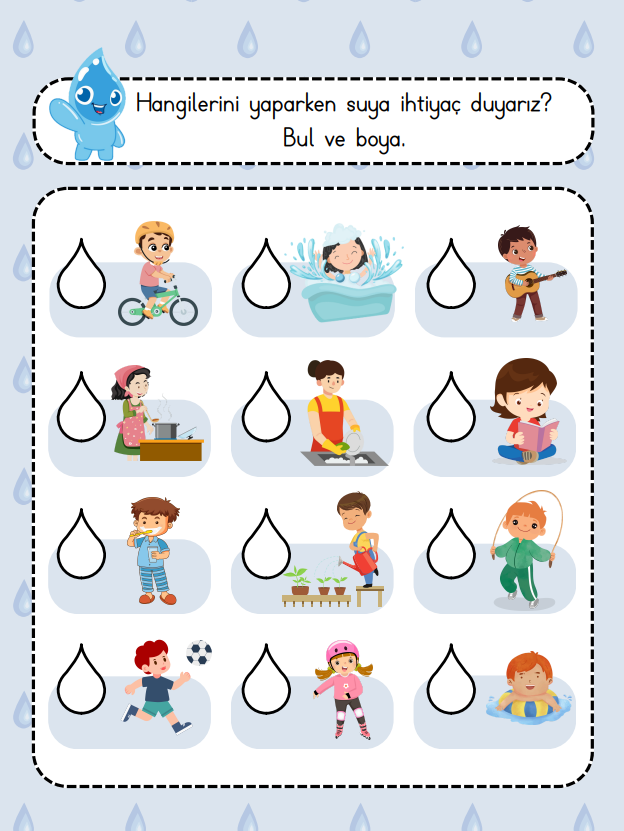 Hangilerini yaparken suya ihtiyaç duyarız?
Bul ve boya.